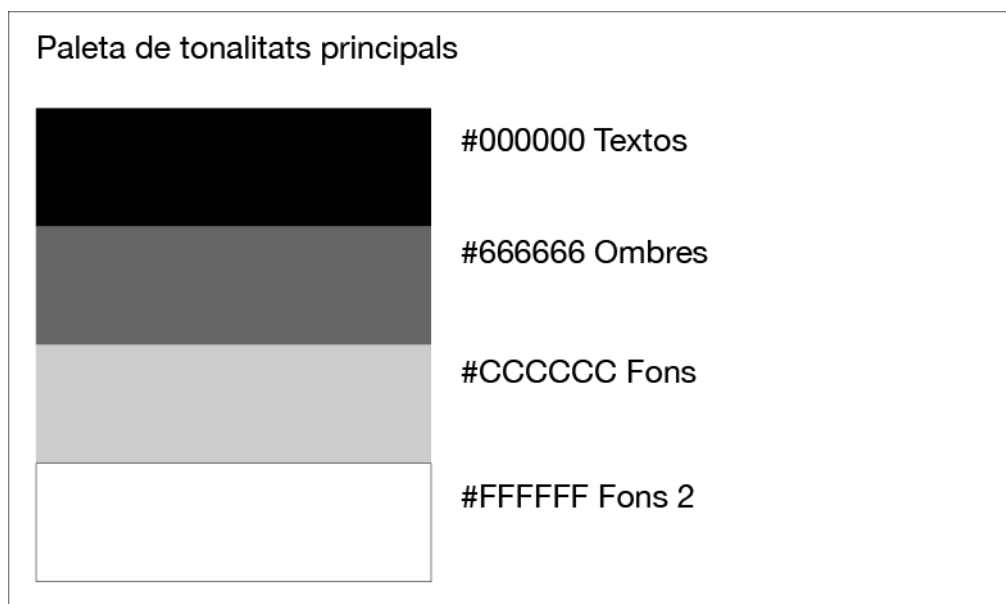 Paleta de tonalitats principals
#000000 Textos
#666666 Ombres
#CCCCCC Fons
#FFFFFF Fons 2